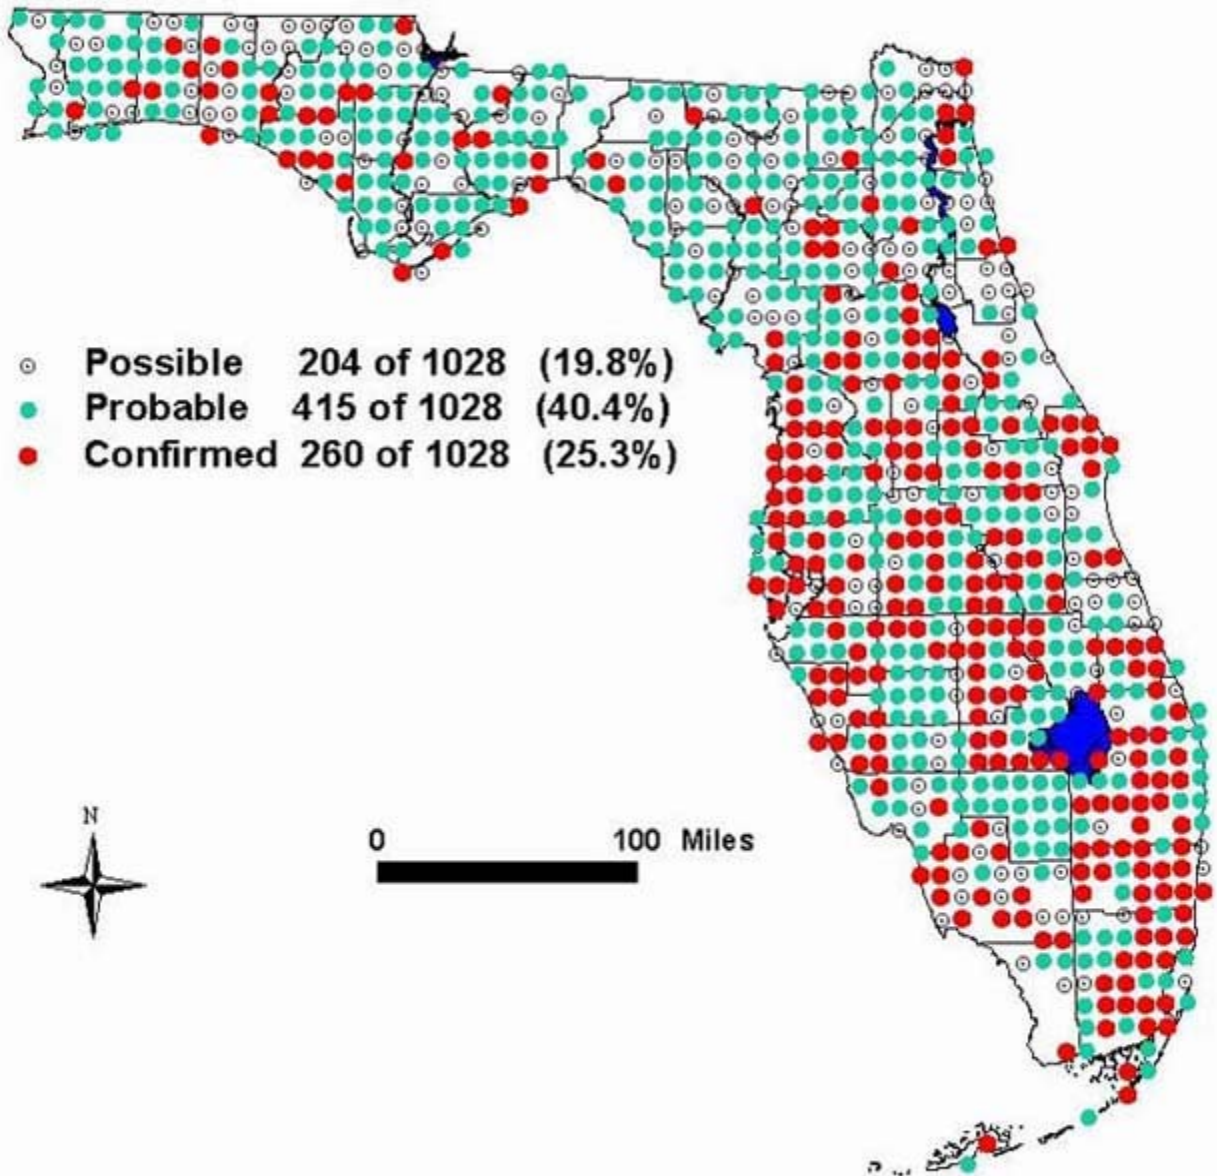 Possible 204 of 1028 (19.8%)
Probable 415 of 1028 (40.4%)
Confirmed 260 of 1028 (25.3%)
N
0 100 Miles